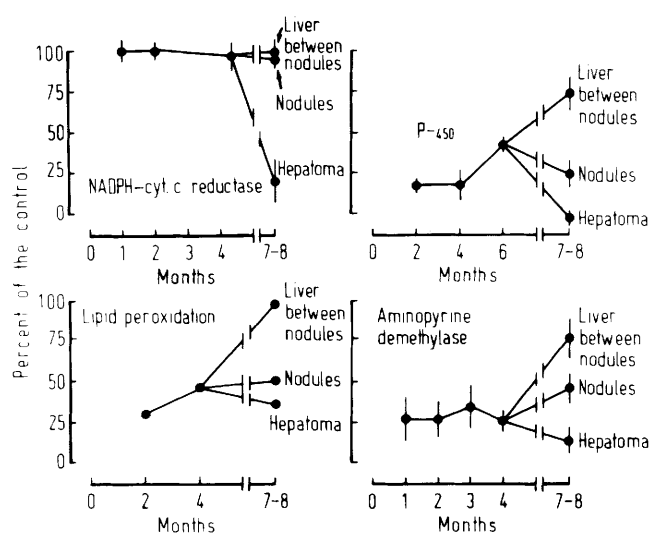 Percent of the control
100
75
50
25
0
NADPH-cyt. c reductase
Liver
between
nodules
Nodules
Hepatoma
0 1 2 3 4 7-8
Months
P-450
Liver
between
nodules
Nodules
Hepatoma
0 2 4 6 7-8
Months
100
75
50
25
0
Lipid peroxidation
Liver
between
nodules
Nodules
Hepatoma
0 2 4 7-8
Months
Aminopyrine
demethylase
Liver
between
nodules
Nodules
Hepatoma
0 1 2 3 4 7-8
Months